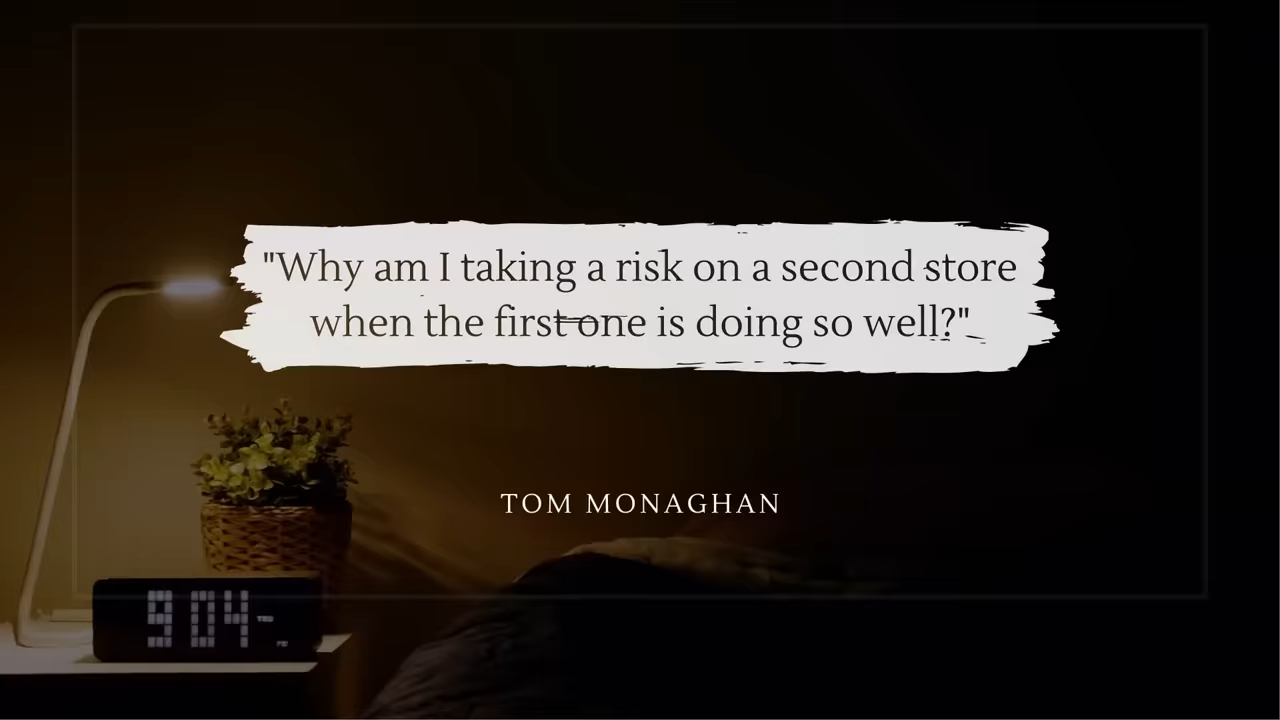 "Why am I taking a risk on a second store
when the first one is doing so well?"
TOM MONAGHAN
9 04